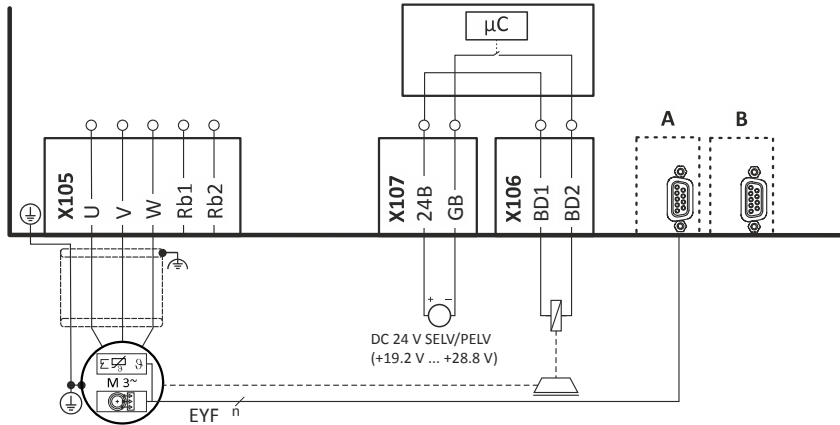 μC
A
B
X105
U
V
W
Rb1
Rb2
X107
24B
GB
X106
BD1
BD2
+
−
DC 24 V SELV/PELV
(+19.2 V ... +28.8 V)
ϑ
ϑ
M 3~
EYF
n